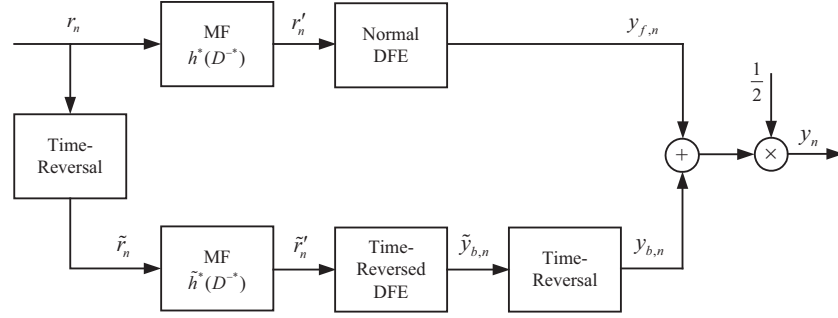 r_n
MF
h^*(D^{-*})
r'_n
Normal
DFE
y_{f,n}
1/2
Time-
Reversal
+
×
y_n
r̃_n
MF
h̃^*(D^{-*})
r̃'_n
Time-
Reversed
DFE
ỹ_{b,n}
Time-
Reversal
y_{b,n}